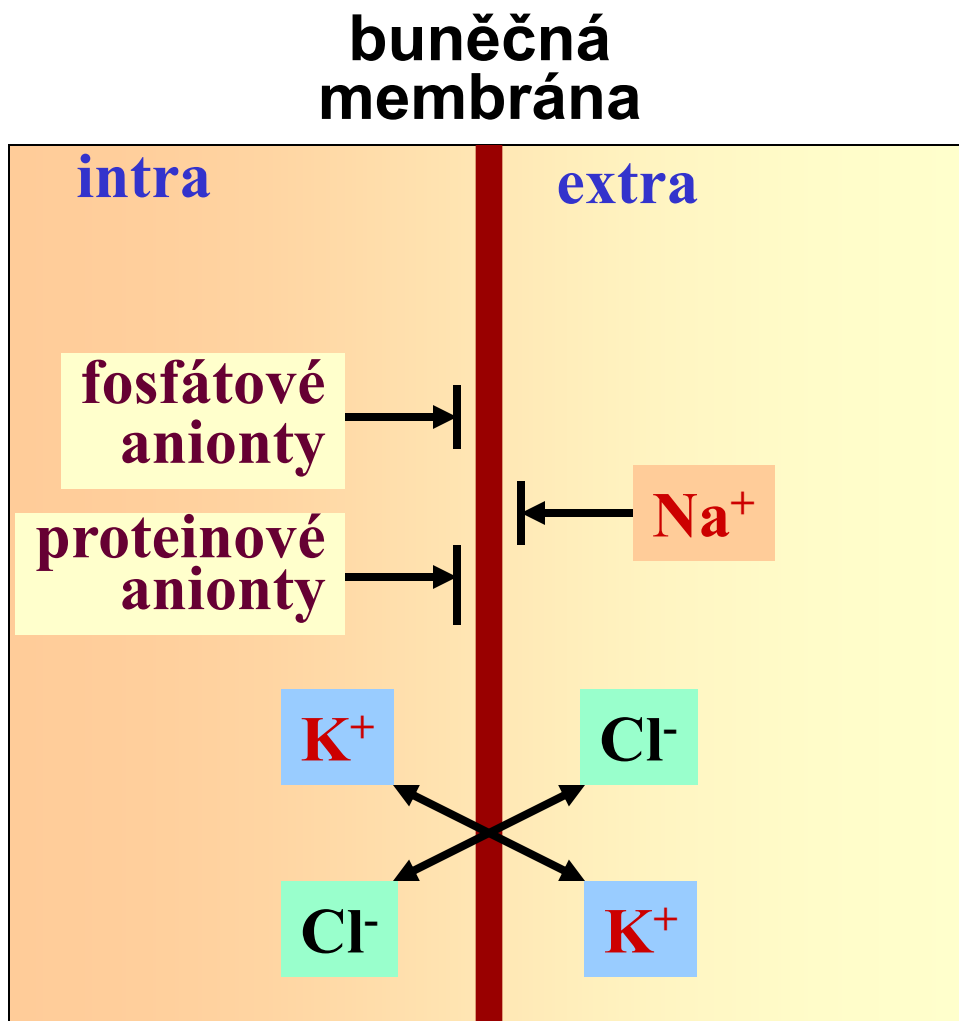 buněčná
membrána
intra
extra
fosfátové
anionty
Na⁺
proteinové
anionty
K⁺
Cl⁻
Cl⁻
K⁺